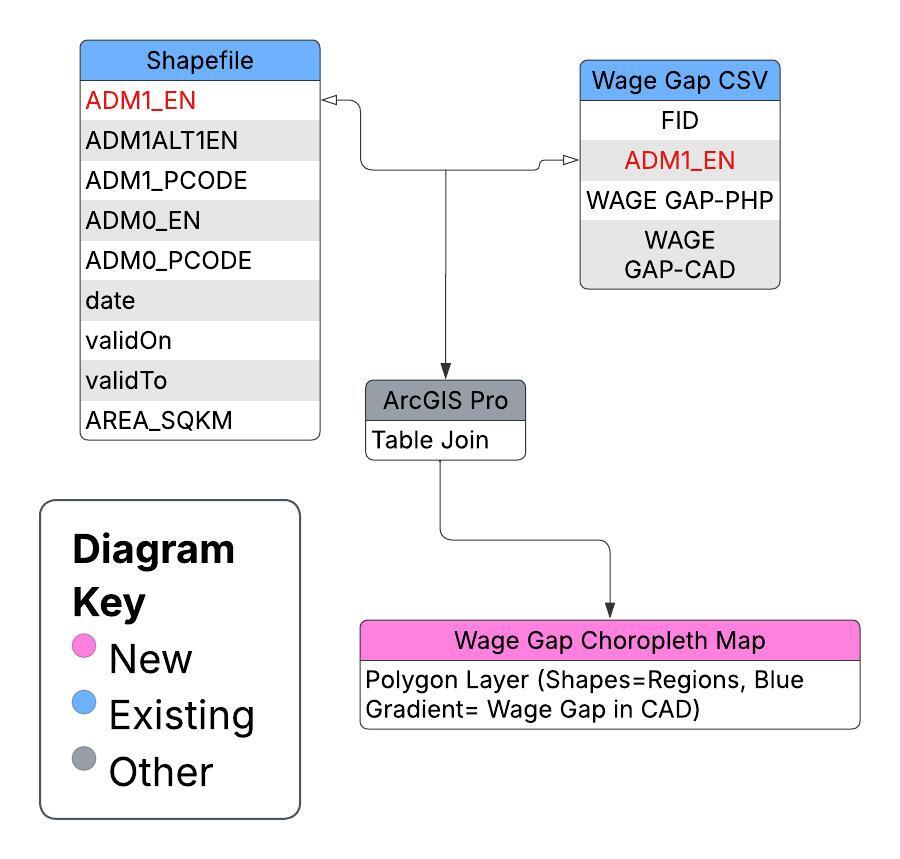 Shapefile
ADM1_EN
ADM1ALT1EN
ADM1_PCODE
ADM0_EN
ADM0_PCODE
date
validOn
validTo
AREA_SQKM
Wage Gap CSV
FID
ADM1_EN
WAGE GAP-PHP
WAGE
GAP-CAD
ArcGIS Pro
Table Join
Diagram
Key
New
Existing
Other
Wage Gap Choropleth Map
Polygon Layer (Shapes=Regions, Blue
Gradient= Wage Gap in CAD)